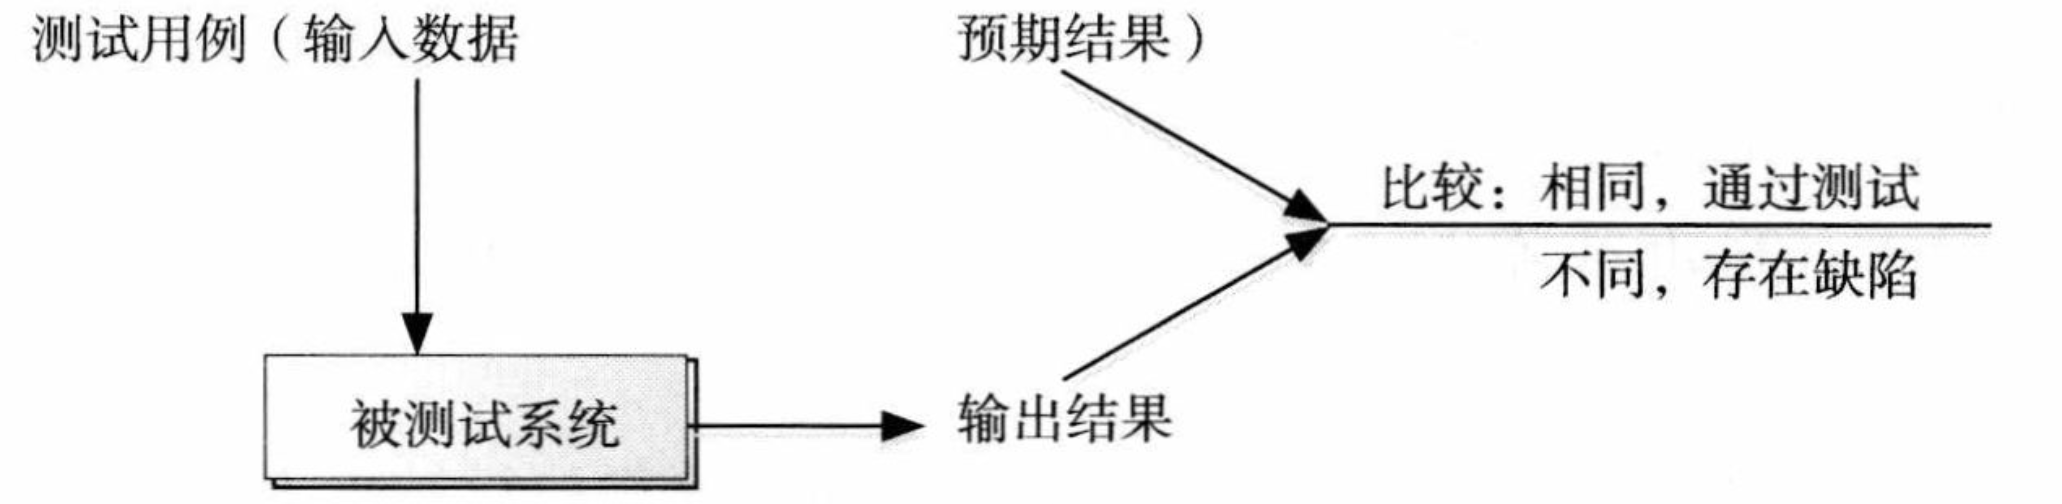 测试用例（输入数据 预期结果）
比较：相同，通过测试
不同，存在缺陷
被测试系统
输出结果